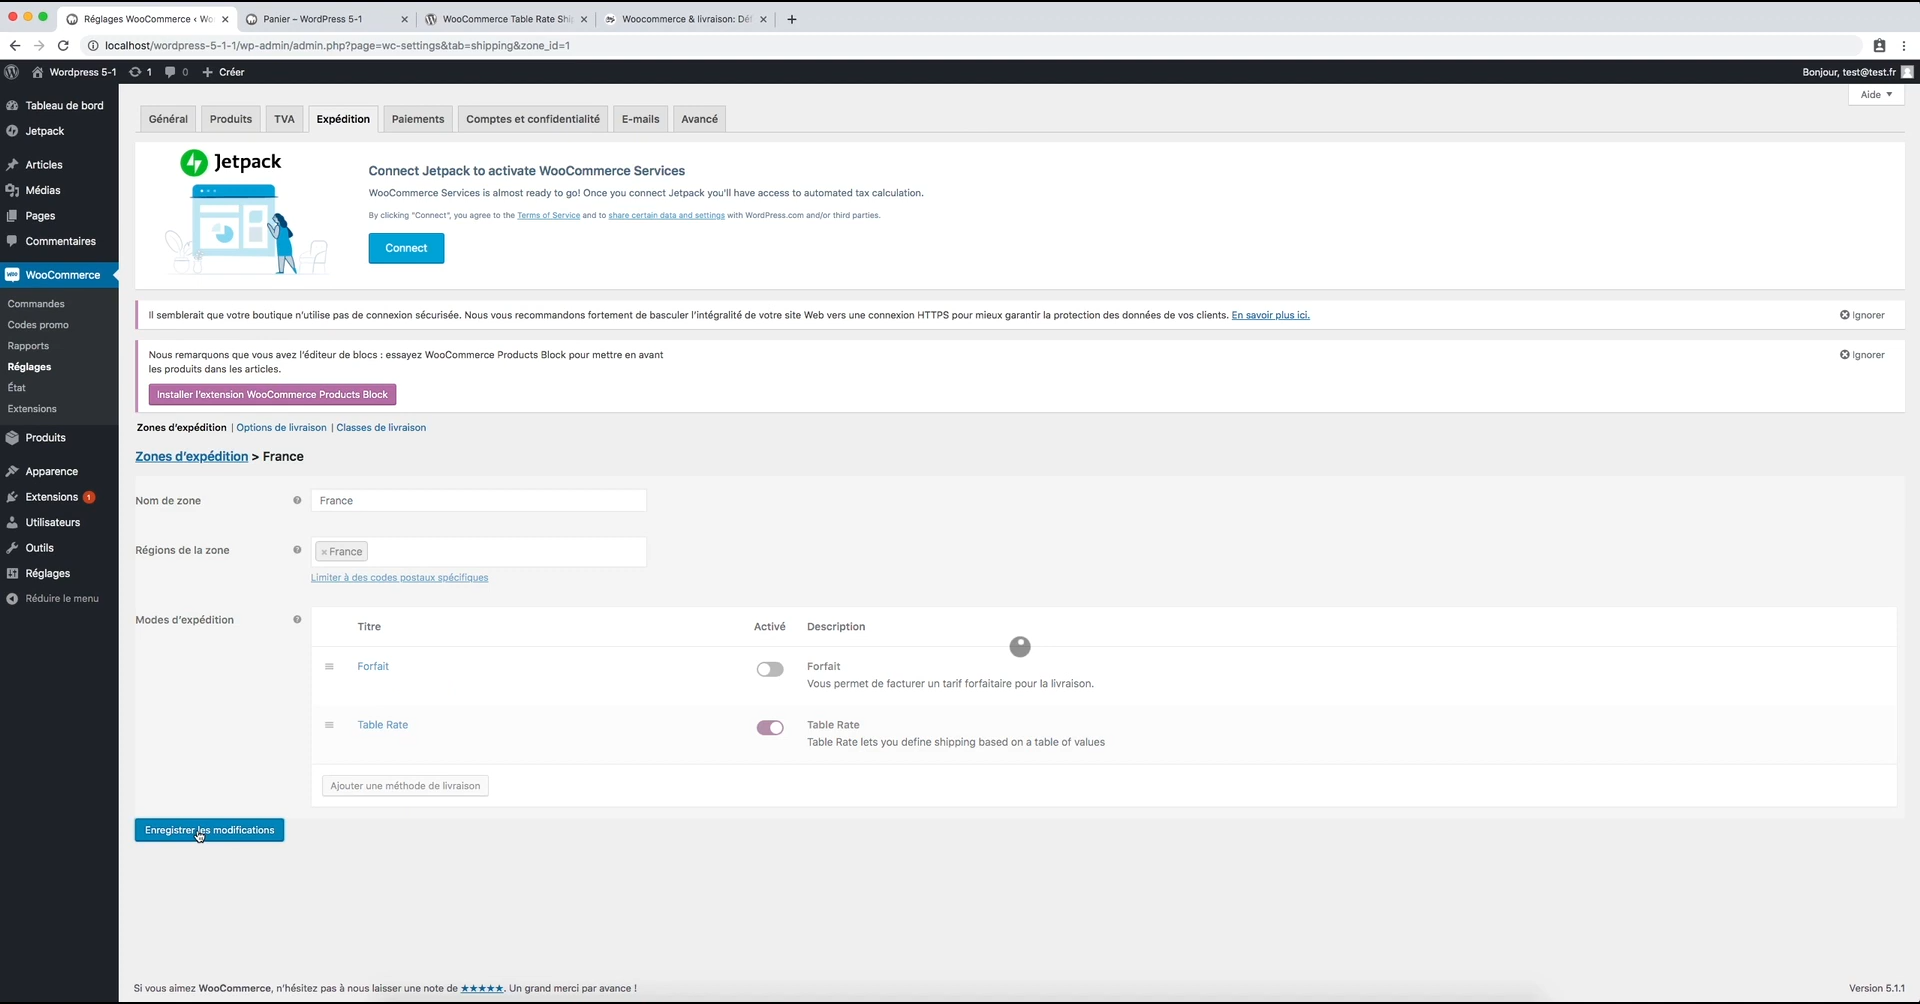 Réglages WooCommerce ‹ Wo
Panier – WordPress 5-1
WooCommerce Table Rate Shi
Woocommerce & livraison: Dé
localhost/wordpress-5-1-1/wp-admin/admin.php?page=wc-settings&tab=shipping&zone_id=1
Wordpress 5-1
1
0
Créer
Bonjour, test@test.fr
Aide
Tableau de bord
Jetpack
Articles
Médias
Pages
Commentaires
WooCommerce
Commandes
Codes promo
Rapports
Réglages
État
Extensions
Produits
Apparence
Extensions 1
Utilisateurs
Outils
Réglages
Réduire le menu
Général
Produits
TVA
Expédition
Paiements
Comptes et confidentialité
E-mails
Avancé
Jetpack
Connect Jetpack to activate WooCommerce Services
WooCommerce Services is almost ready to go! Once you connect Jetpack you'll have access to automated tax calculation.
By clicking "Connect", you agree to the Terms of Service and to share certain data and settings with WordPress.com and/or third parties.
Connect
Il semblerait que votre boutique n'utilise pas de connexion sécurisée. Nous vous recommandons fortement de basculer l'intégralité de votre site Web vers une connexion HTTPS pour mieux garantir la protection des données de vos clients. En savoir plus ici.
Ignorer
Nous remarquons que vous avez l'éditeur de blocs : essayez WooCommerce Products Block pour mettre en avant
les produits dans les articles.
Ignorer
Installer l'extension WooCommerce Products Block
Zones d'expédition | Options de livraison | Classes de livraison
Zones d'expédition > France
Nom de zone
France
Régions de la zone
× France
Limiter à des codes postaux spécifiques
Modes d'expédition
Titre
Activé
Description
Forfait
Forfait
Vous permet de facturer un tarif forfaitaire pour la livraison.
Table Rate
Table Rate
Table Rate lets you define shipping based on a table of values
Ajouter une méthode de livraison
Enregistrer les modifications
Si vous aimez WooCommerce, n'hésitez pas à nous laisser une note de ★★★★★. Un grand merci par avance !
Version 5.1.1